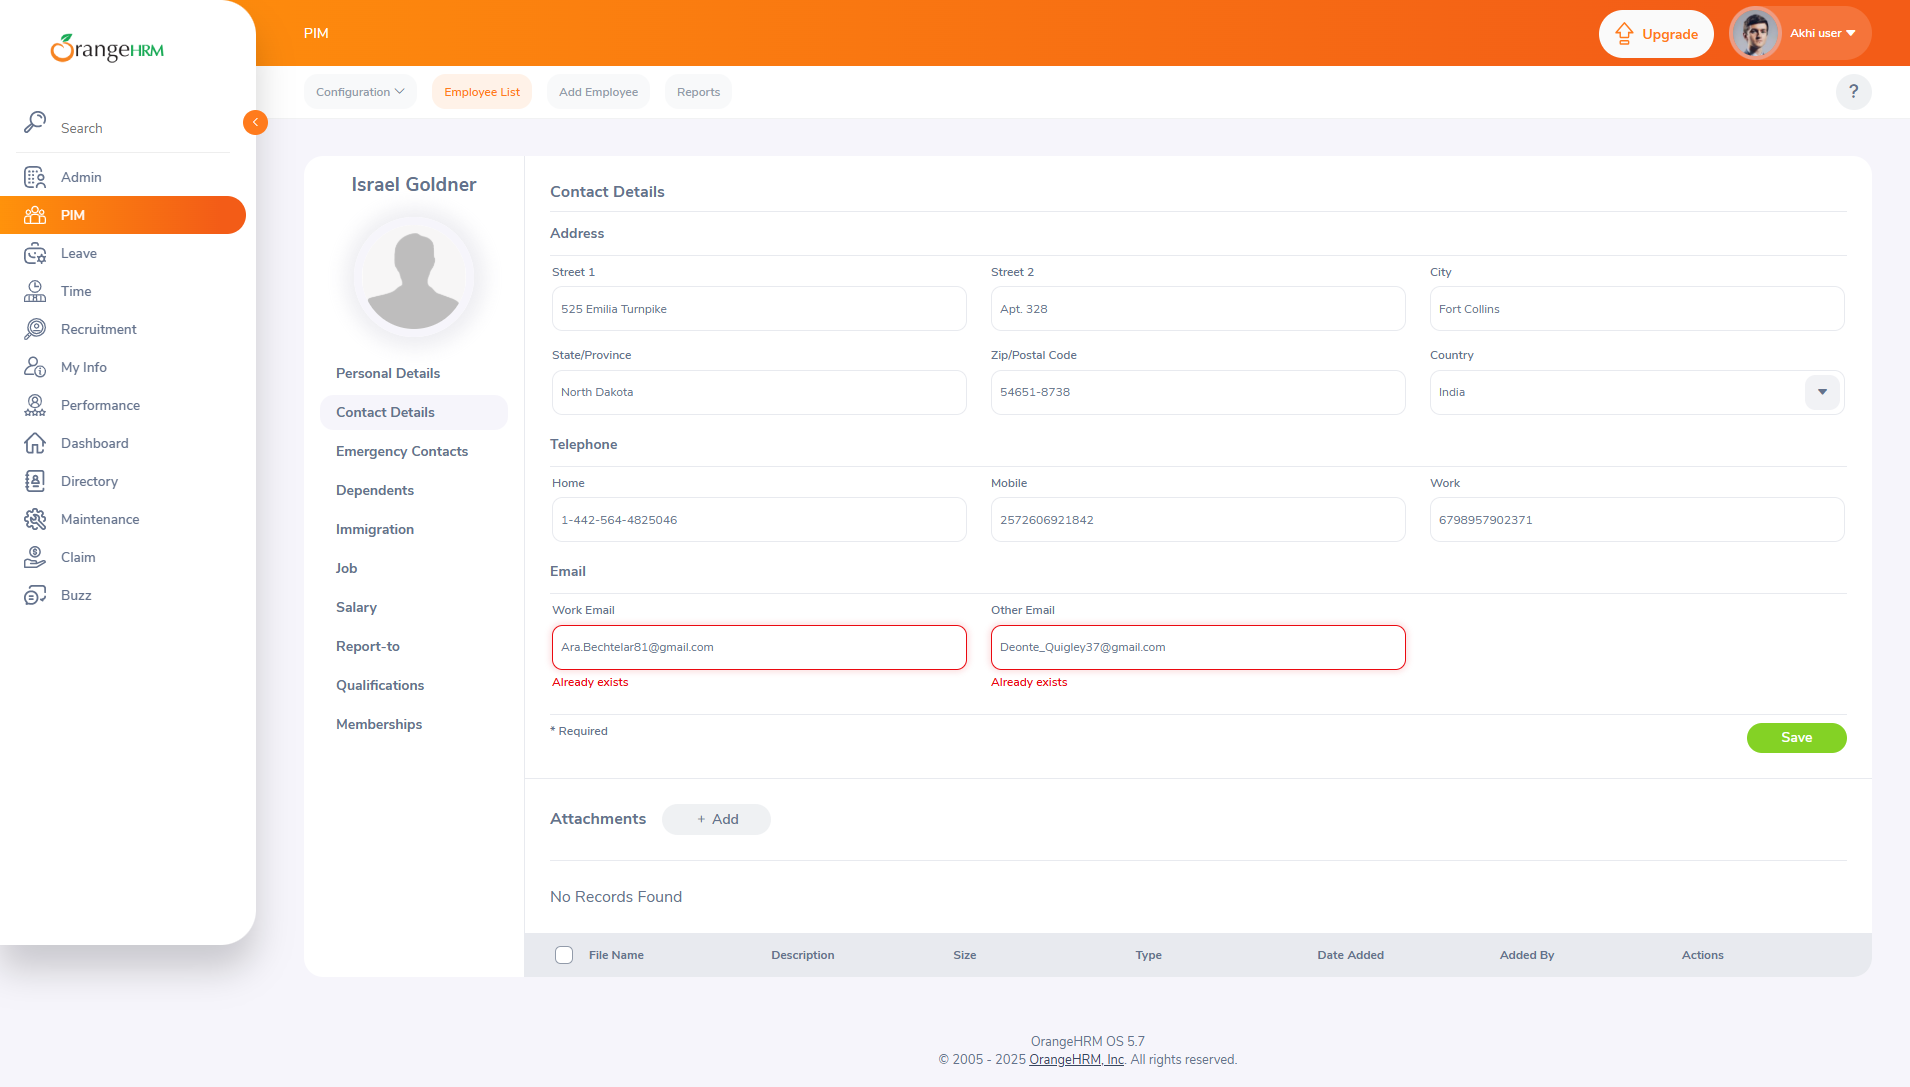 OrangeHRM
PIM
Upgrade
Akhi user
Search
Configuration
Employee List
Add Employee
Reports
?
Admin
PIM
Leave
Time
Recruitment
My Info
Performance
Dashboard
Directory
Maintenance
Claim
Buzz
Israel Goldner
Personal Details
Contact Details
Emergency Contacts
Dependents
Immigration
Job
Salary
Report-to
Qualifications
Memberships
Contact Details
Address
Street 1 Street 2 City
525 Emilia Turnpike Apt. 328 Fort Collins
State/Province Zip/Postal Code Country
North Dakota 54651-8738 India
Telephone
Home Mobile Work
1-442-564-4825046 2572606921842 6798957902371
Email
Work Email Other Email
Ara.Bechtelar81@gmail.com Deonte_Quigley37@gmail.com
Already exists Already exists
* Required
Save
Attachments + Add
No Records Found
File Name Description Size Type Date Added Added By Actions
OrangeHRM OS 5.7
© 2005 - 2025 OrangeHRM, Inc. All rights reserved.